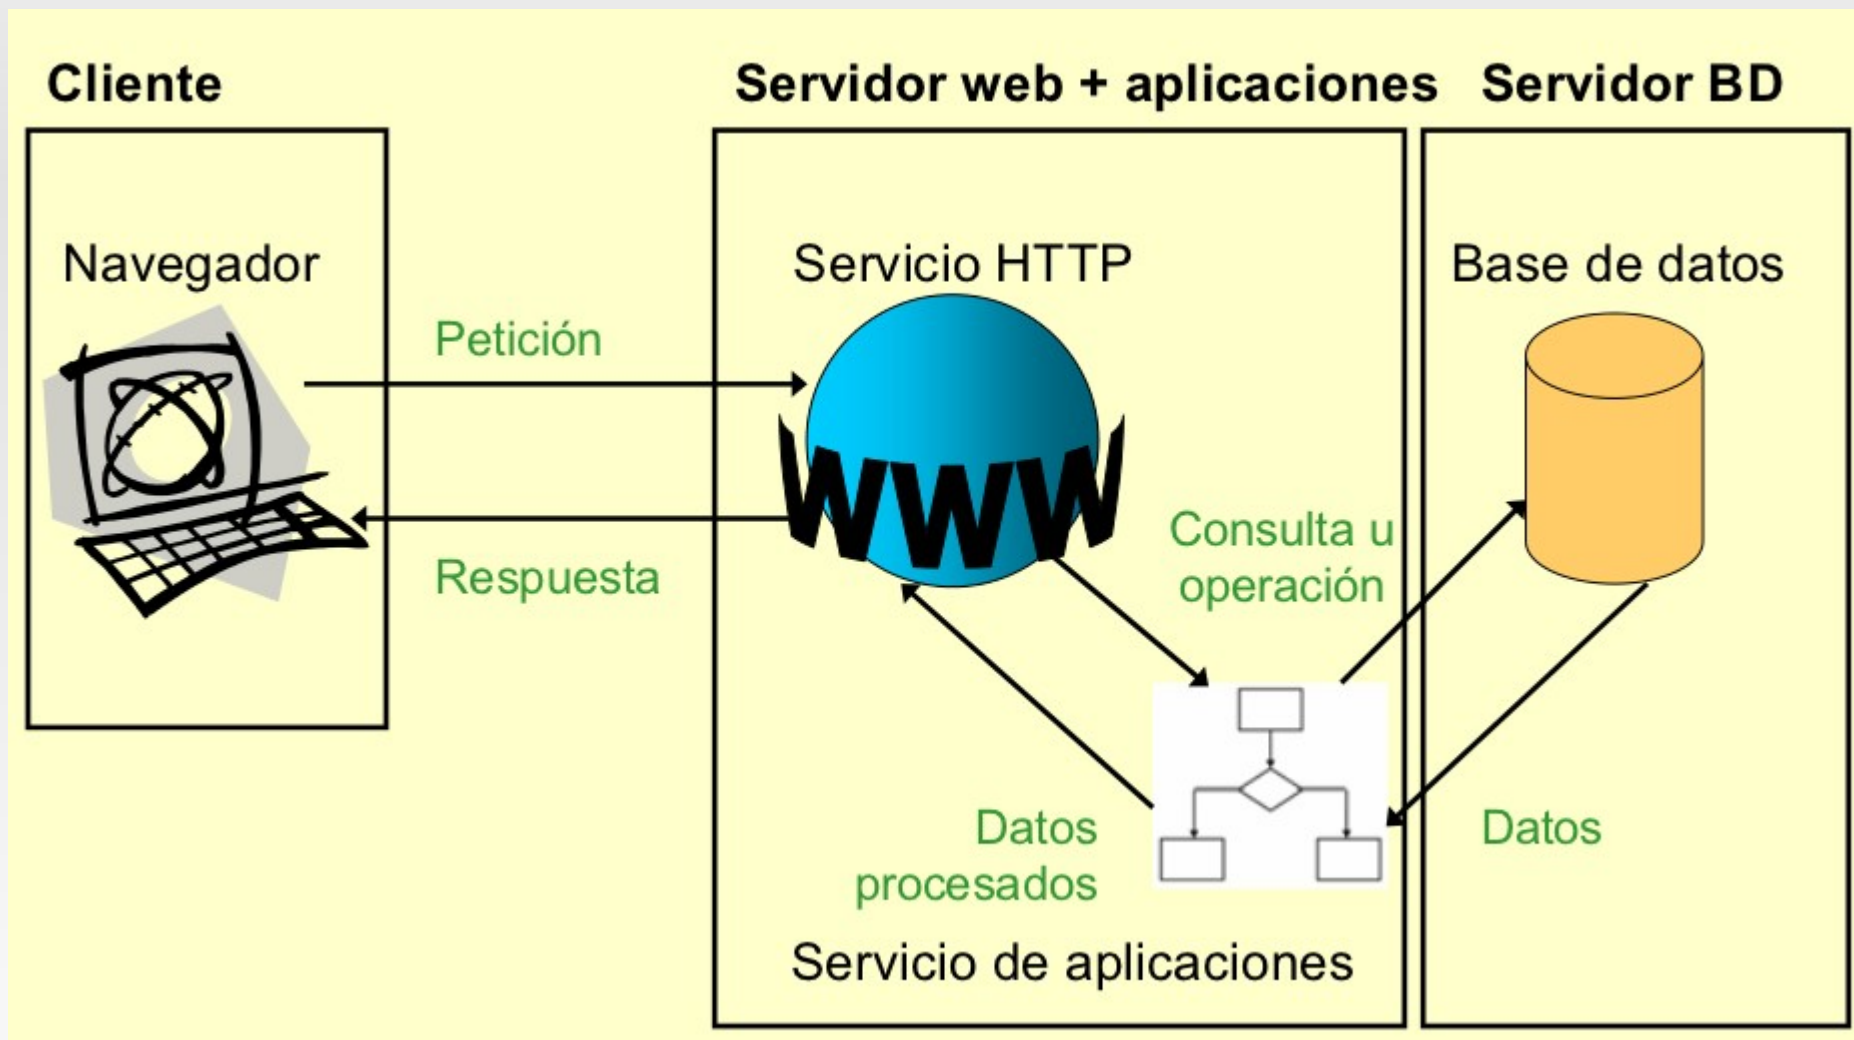 Cliente
Servidor web + aplicaciones
Servidor BD
Navegador
Servicio HTTP
Base de datos
Petición
WWW
Respuesta
Consulta u
operación
Datos
procesados
Datos
Servicio de aplicaciones